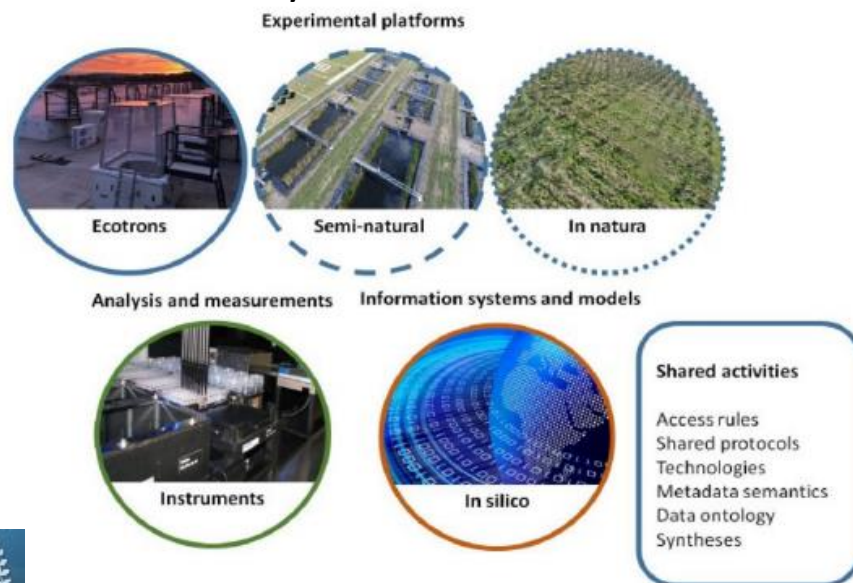 Experimental platforms
Ecotrons
Semi-natural
In natura
Analysis and measurements
Information systems and models
Instruments
In silico
Shared activities
Access rules
Shared protocols
Technologies
Metadata semantics
Data ontology
Syntheses